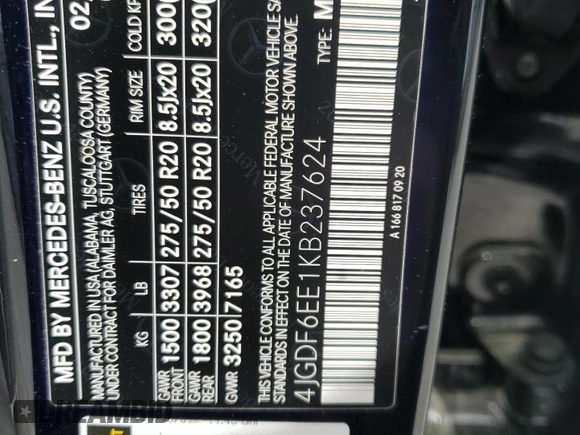 MFD BY MERCEDES-BENZ U.S. INTL., IN
02
MANUFACTURED IN USA (ALABAMA, TUSCALOOSA COUNTY)
UNDER CONTRACT FOR DAIMLER AG, STUTTGART (GERMANY)
KG LB TIRES RIM SIZE COLD KP
GAWR FRONT 1500 3307 275/50 R20 8.5Jx20 300
GAWR REAR 1800 3968 275/50 R20 8.5Jx20 320
GVWR 3250 7165
THIS VEHICLE CONFORMS TO ALL APPLICABLE FEDERAL MOTOR VEHICLE SA
IN EFFECT ON THE DATE OF MANUFACTURE SHOWN ABOVE.
4JGDF6EE1KB237624
TYPE: M
A 166 817 09 20
DREAMBID